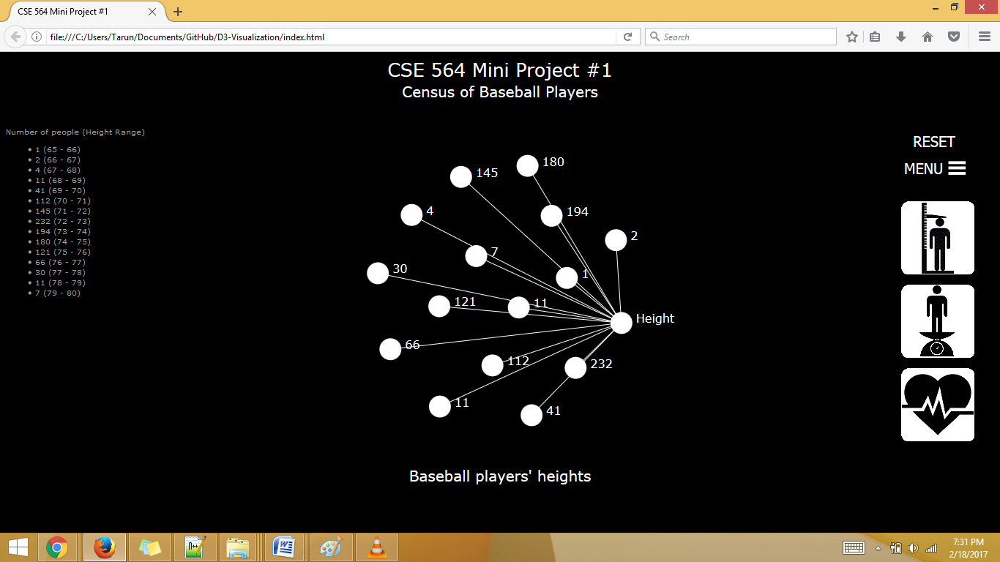 CSE 564 Mini Project #1
file:///C:/Users/Tarun/Documents/GitHub/D3-Visualization/index.html
Search
CSE 564 Mini Project #1
Census of Baseball Players
Number of people (Height Range)
1 (65 - 66)
2 (66 - 67)
4 (67 - 68)
11 (68 - 69)
41 (69 - 70)
112 (70 - 71)
145 (71 - 72)
232 (72 - 73)
194 (73 - 74)
180 (74 - 75)
121 (75 - 76)
66 (76 - 77)
30 (77 - 78)
11 (78 - 79)
7 (79 - 80)
180
145
4
194
2
7
30
1
121
11
Height
66
112
232
11
41
Baseball players' heights
RESET
MENU
7:31 PM
2/18/2017